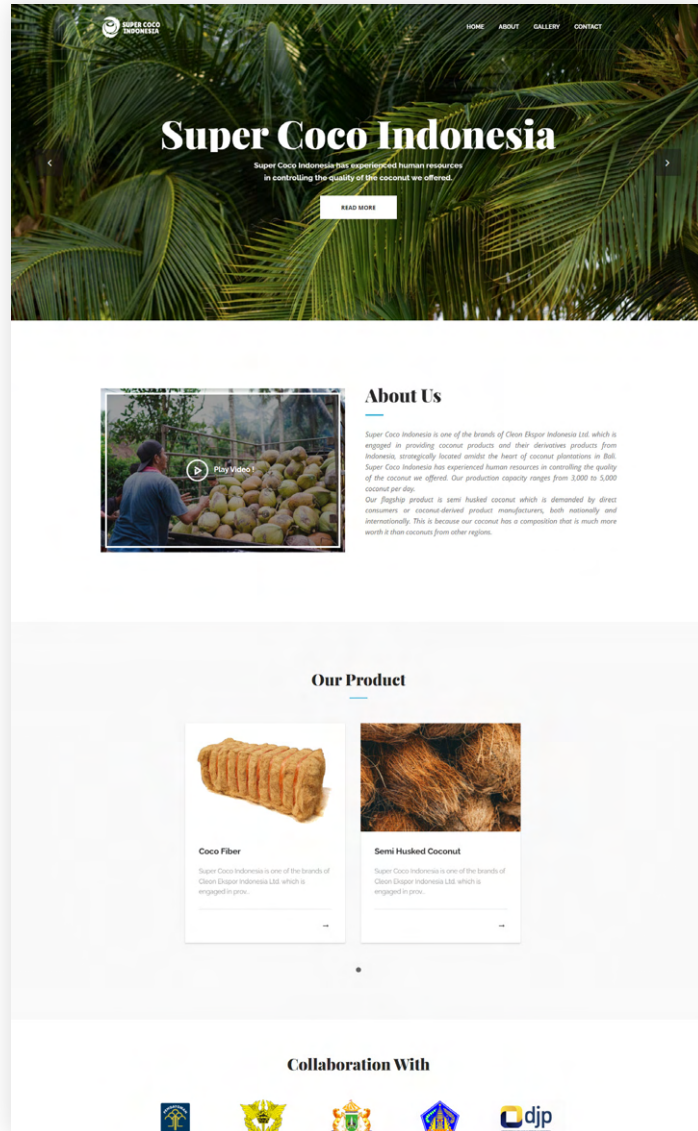 SUPER COCO
INDONESIA
HOME ABOUT GALLERY CONTACT
Super Coco Indonesia
Super Coco Indonesia has experienced human resources
in controlling the quality of the coconut we offered.
READ MORE
Play Video !
About Us
Super Coco Indonesia is one of the brands of Cleon Ekspor Indonesia Ltd. which is
engaged in providing coconut products and their derivatives products from
Indonesia, strategically located amidst the heart of coconut plantations in Bali.
Super Coco Indonesia has experienced human resources in controlling the quality
of the coconut we offered. Our production capacity ranges from 3,000 to 5,000
coconut per day.
Our flagship product is semi husked coconut which is demanded by direct
consumers or coconut-derived product manufacturers, both nationally and
internationally. This is because our coconut has a composition that is much more
worth it than coconuts from other regions.
Our Product
Coco Fiber
Super Coco Indonesia is one of the brands of
Cleon Ekspor Indonesia Ltd. which is
engaged in prov...
Semi Husked Coconut
Super Coco Indonesia is one of the brands of
Cleon Ekspor Indonesia Ltd. which is
engaged in prov...
Collaboration With
djp